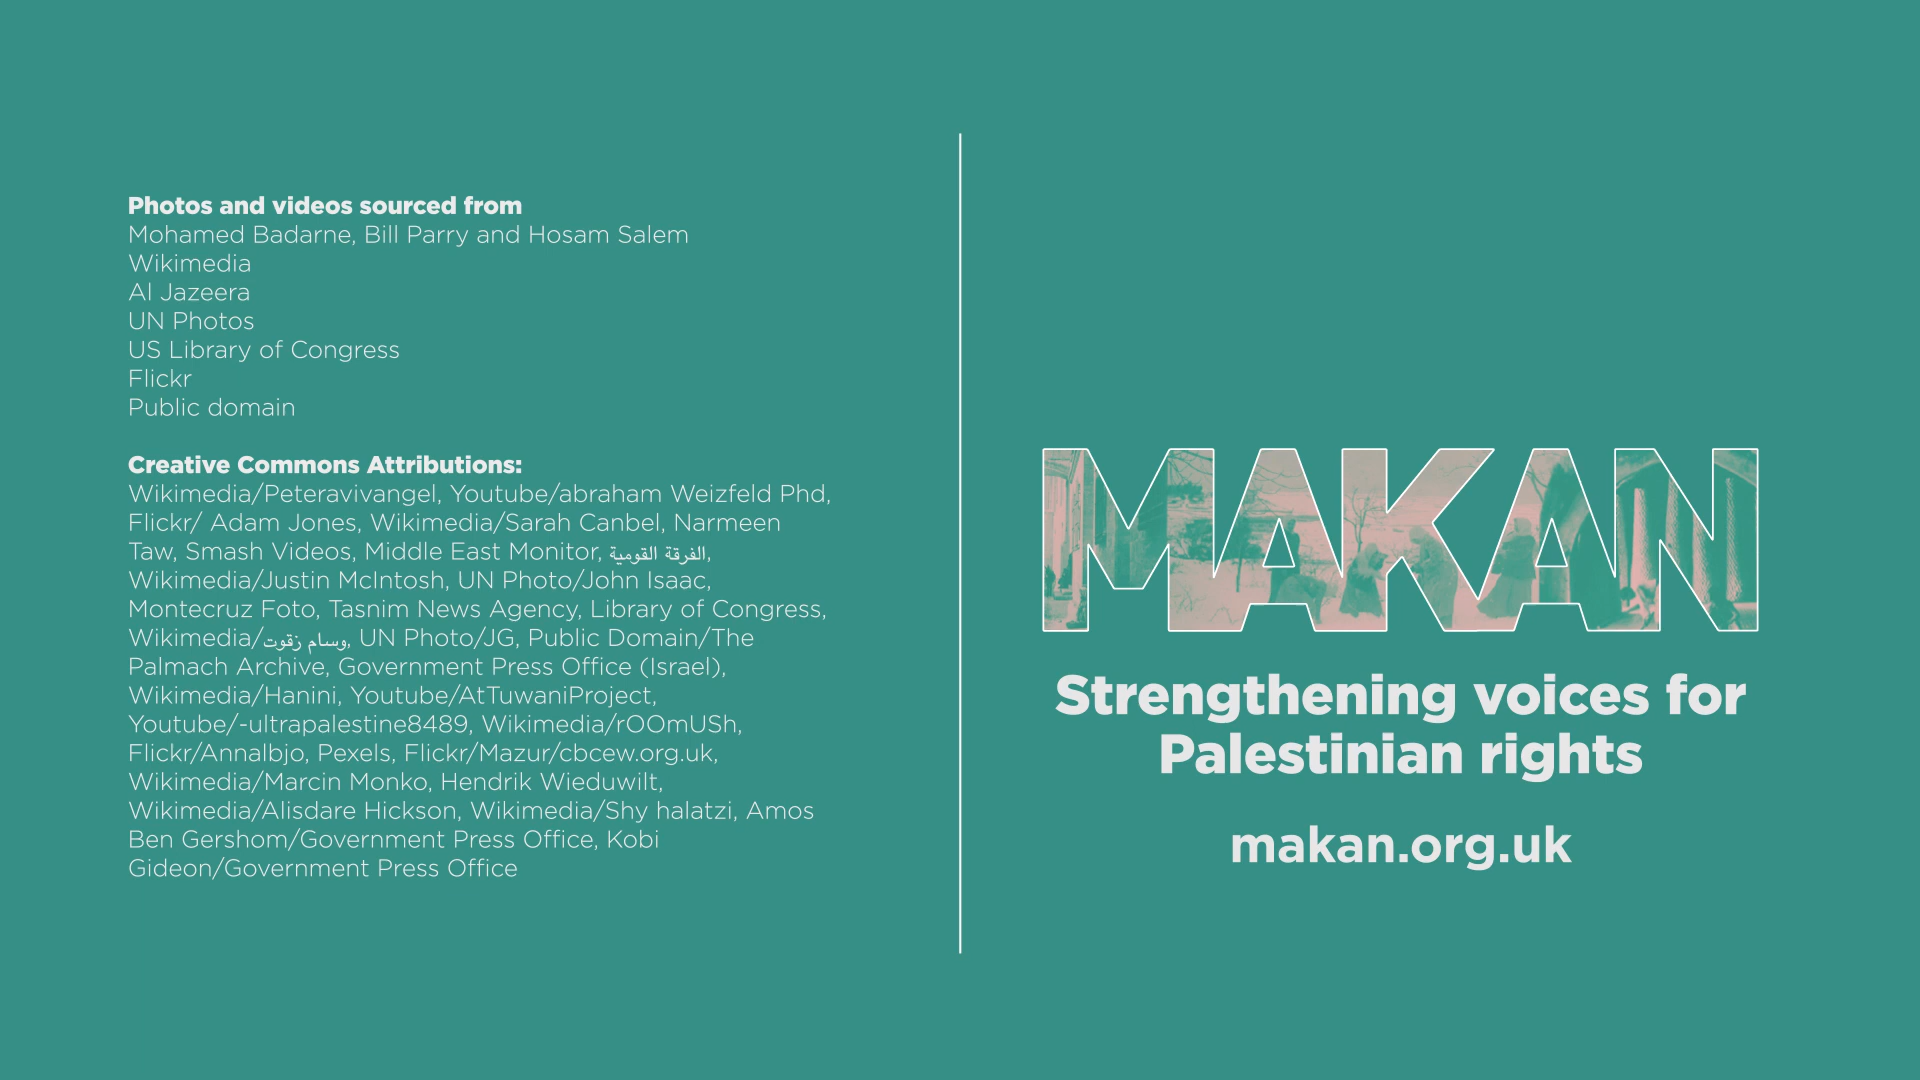 Photos and videos sourced from
Mohamed Badarne, Bill Parry and Hosam Salem
Wikimedia
Al Jazeera
UN Photos
US Library of Congress
Flickr
Public domain
Creative Commons Attributions:
Wikimedia/Peteravivangel, Youtube/abraham Weizfeld Phd,
Flickr/ Adam Jones, Wikimedia/Sarah Canbel, Narmeen
Taw, Smash Videos, Middle East Monitor, الفرقة القومية,
Wikimedia/Justin McIntosh, UN Photo/John Isaac,
Montecruz Foto, Tasnim News Agency, Library of Congress,
Wikimedia/وسام زقوت, UN Photo/JG, Public Domain/The
Palmach Archive, Government Press Office (Israel),
Wikimedia/Hanini, Youtube/AtTuwaniProject,
Youtube/-ultrapalestine8489, Wikimedia/rOOmUSh,
Flickr/Annalbjo, Pexels, Flickr/Mazur/cbcew.org.uk,
Wikimedia/Marcin Monko, Hendrik Wieduwilt,
Wikimedia/Alisdare Hickson, Wikimedia/Shy halatzi, Amos
Ben Gershom/Government Press Office, Kobi
Gideon/Government Press Office
MAKAN
Strengthening voices for
Palestinian rights
makan.org.uk